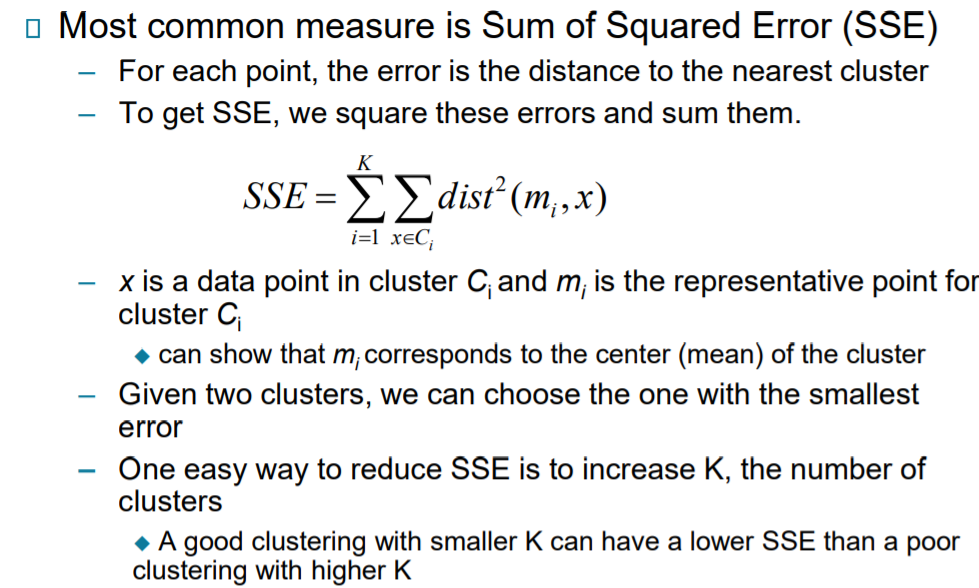 ▯ Most common measure is Sum of Squared Error (SSE)
– For each point, the error is the distance to the nearest cluster
– To get SSE, we square these errors and sum them.
SSE = ∑_{i=1}^{K} ∑_{x∈C_i} dist²(m_i, x)
– x is a data point in cluster C_i and m_i is the representative point for
cluster C_i
◆ can show that m_i corresponds to the center (mean) of the cluster
– Given two clusters, we can choose the one with the smallest
error
– One easy way to reduce SSE is to increase K, the number of
clusters
◆ A good clustering with smaller K can have a lower SSE than a poor
clustering with higher K